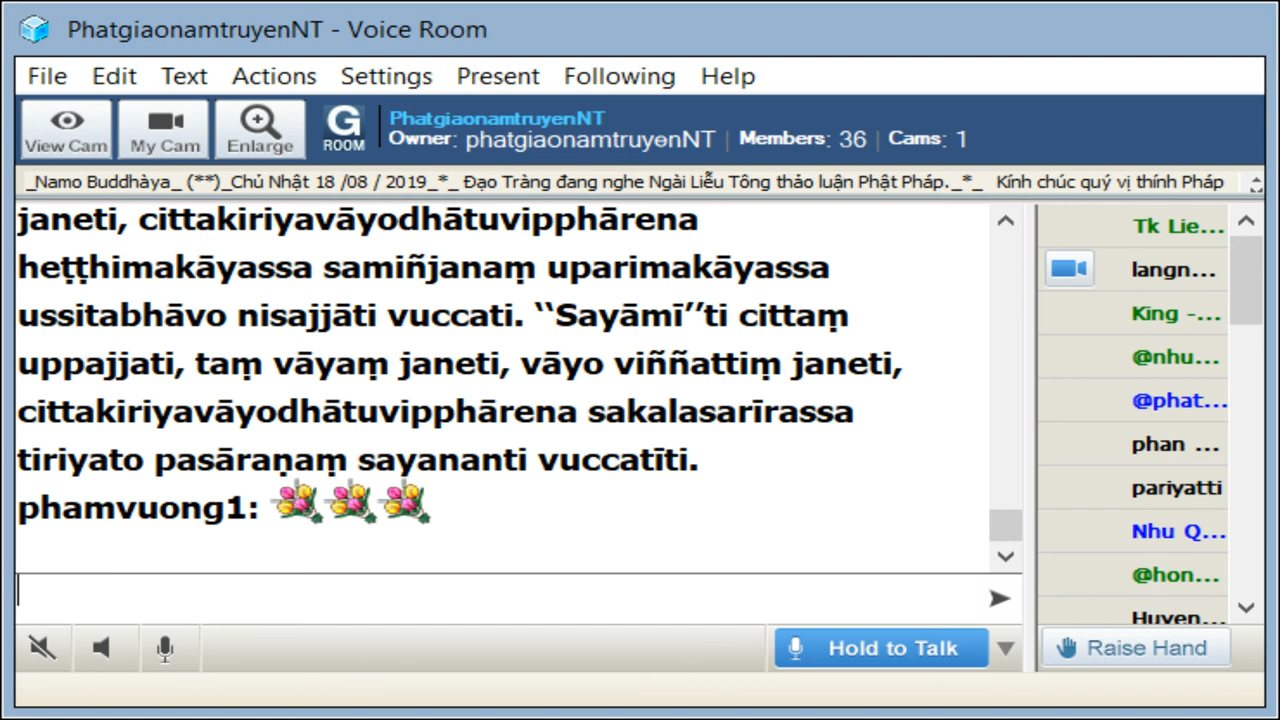 PhatgiaonamtruyenNT - Voice Room
File Edit Text Actions Settings Present Following Help
View Cam My Cam Enlarge G ROOM
PhatgiaonamtruyenNT
Owner: phatgiaonamtruyenNT | Members: 36 | Cams: 1
_Namo Buddhàya_ (**)_Chủ Nhật 18 /08 / 2019_*_ Đạo Tràng đang nghe Ngài Liễu Tông thảo luận Phật Pháp._*_ Kính chúc quý vị thính Pháp
janeti, cittakiriyavāyodhātuvipphārena
heṭṭhimakāyassa samiñjanaṃ uparimakāyassa
ussitabhāvo nisajjāti vuccati. ‘‘Sayāmī’’ti cittaṃ
uppajjati, taṃ vāyaṃ janeti, vāyo viññattiṃ janeti,
cittakiriyavāyodhātuvipphārena sakalasarīrassa
tiriyato pasāraṇaṃ sayananti vuccatīti.
phamvuong1:
Tk Lie...
langn...
King -...
@nhu...
@phat...
phan ...
pariyatti
Nhu Q...
@hon...
Huyen...
Hold to Talk
Raise Hand